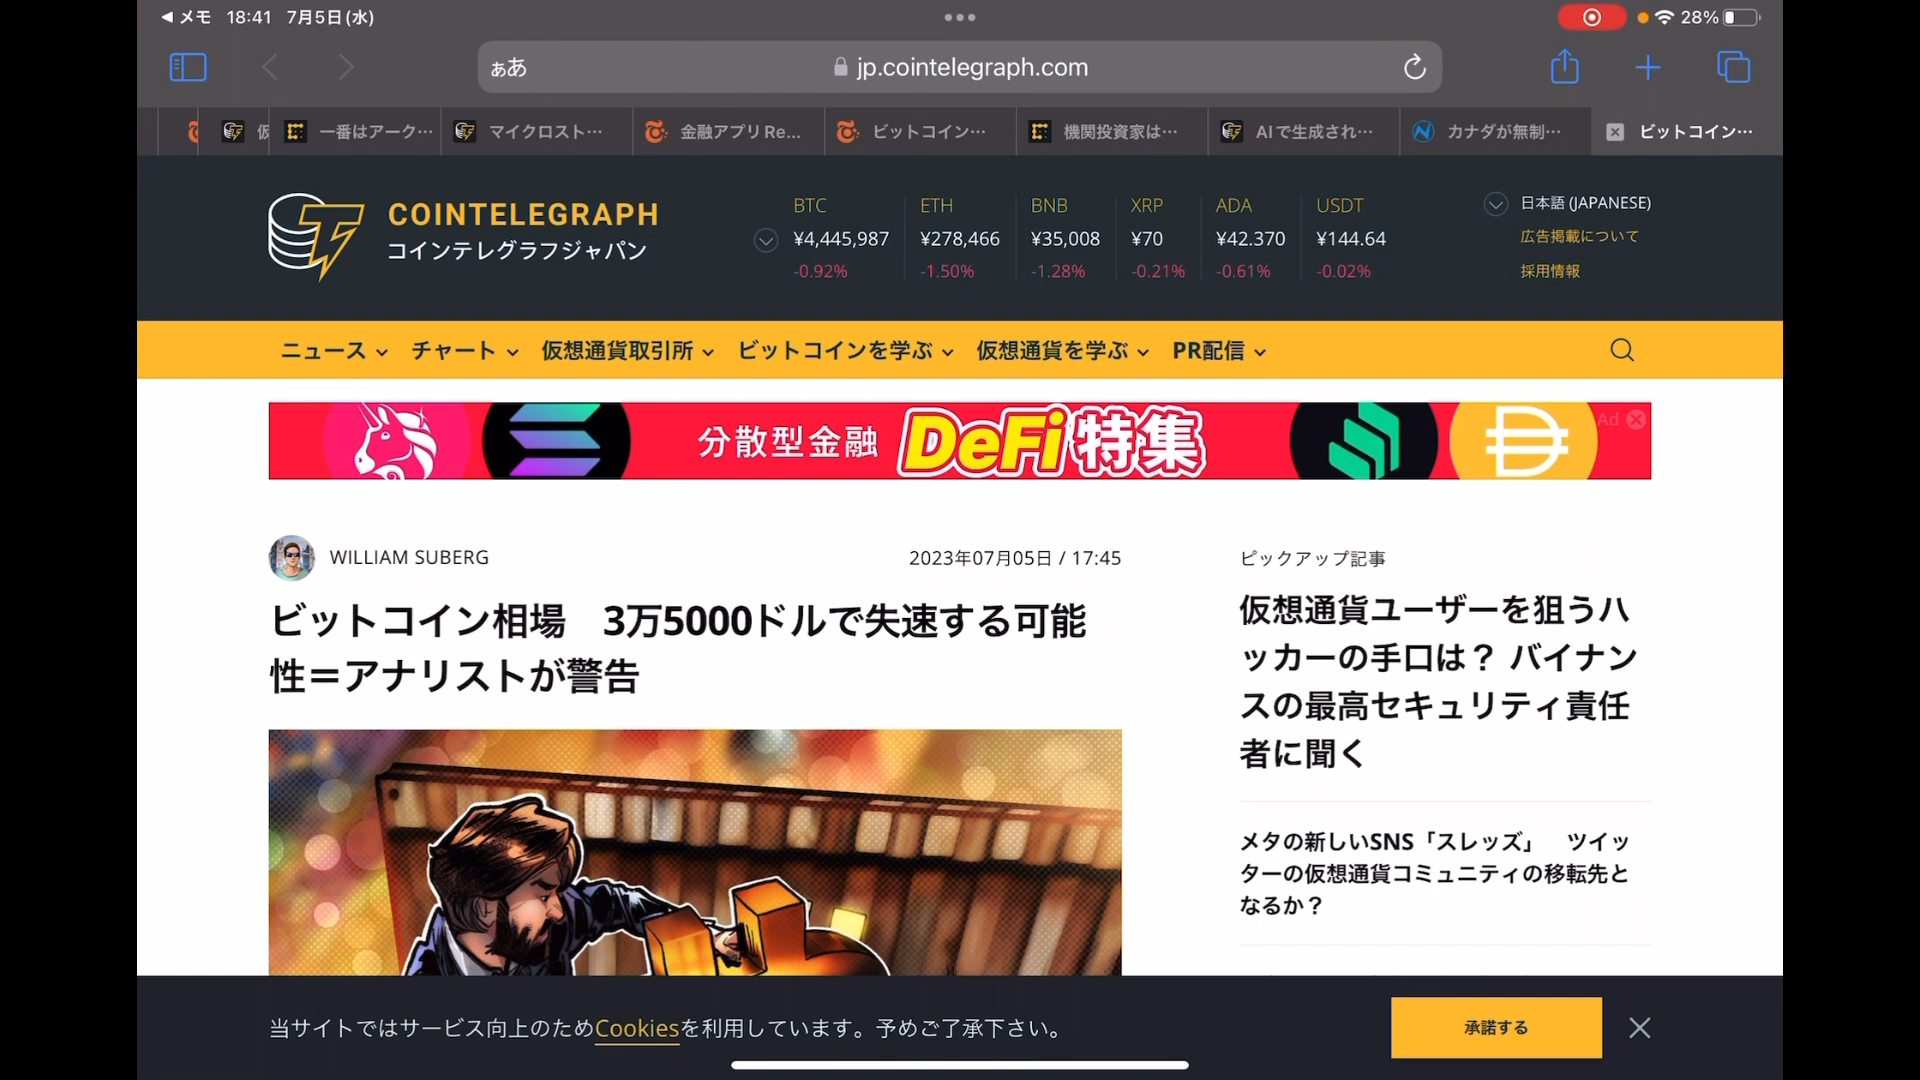 ◀ メモ 18:41 7月5日(水)
28%
ぁあ
jp.cointelegraph.com
仮
一番はアーク…
マイクロスト…
金融アプリRe…
ビットコイン…
機関投資家は…
AIで生成され…
カナダが無制…
ビットコイン…
COINTELEGRAPH
コインテレグラフジャパン
BTC ETH BNB XRP ADA USDT
¥4,445,987 ¥278,466 ¥35,008 ¥70 ¥42.370 ¥144.64
-0.92% -1.50% -1.28% -0.21% -0.61% -0.02%
日本語 (JAPANESE)
広告掲載について
採用情報
ニュース チャート 仮想通貨取引所 ビットコインを学ぶ 仮想通貨を学ぶ PR配信
分散型金融 DeFi特集
Ad
WILLIAM SUBERG
2023年07月05日 / 17:45
ビットコイン相場　3万5000ドルで失速する可能
性＝アナリストが警告
ピックアップ記事
仮想通貨ユーザーを狙うハ
ッカーの手口は？ バイナン
スの最高セキュリティ責任
者に聞く
メタの新しいSNS「スレッズ」　ツイッ
ターの仮想通貨コミュニティの移転先と
なるか？
当サイトではサービス向上のためCookiesを利用しています。予めご了承下さい。
承諾する